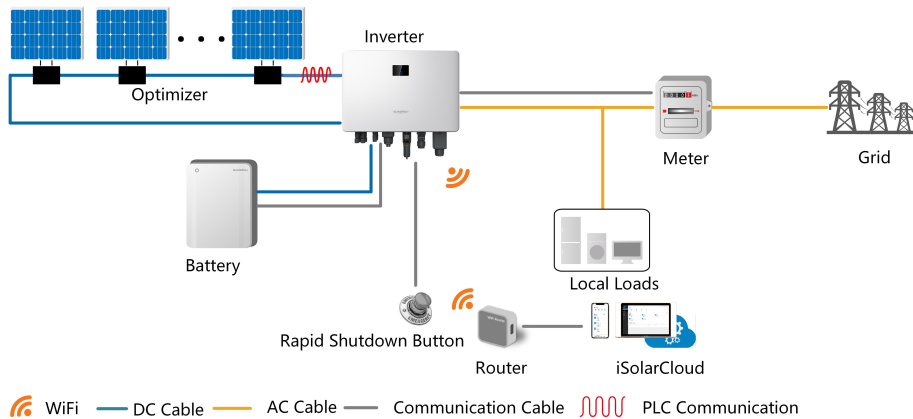 Inverter
Optimizer
Meter
Grid
Battery
Local Loads
Rapid Shutdown Button
Router
iSolarCloud
WiFi
DC Cable
AC Cable
Communication Cable
PLC Communication